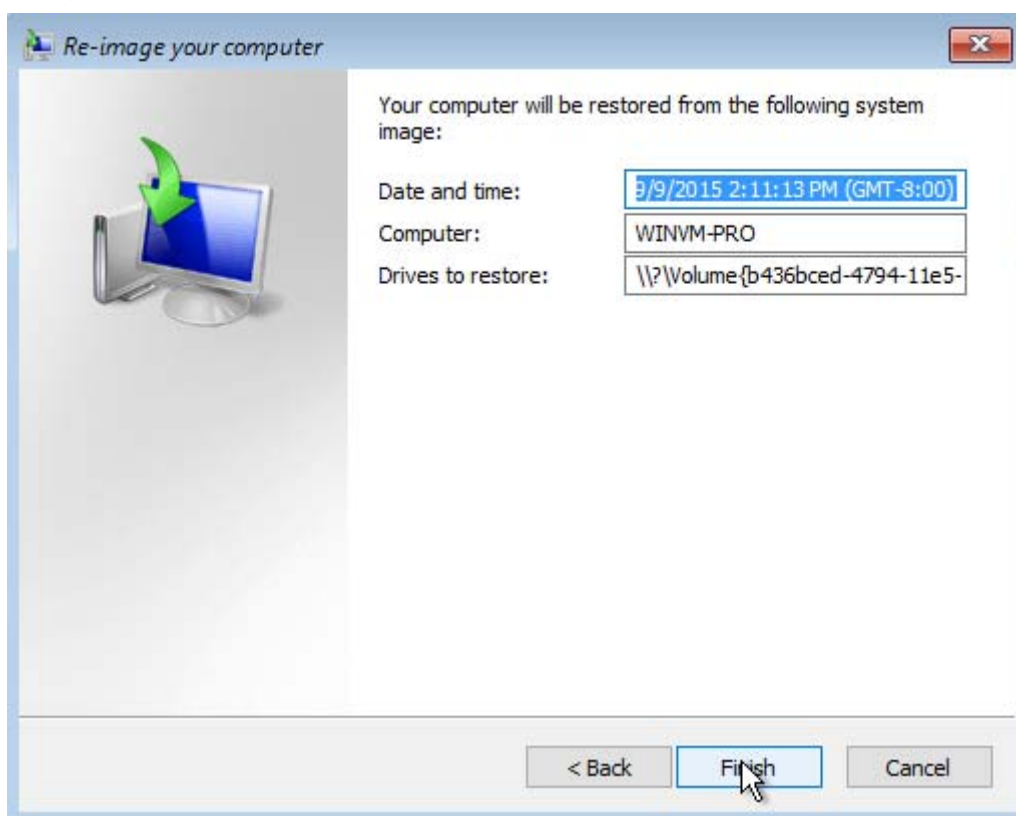 Re-image your computer
Your computer will be restored from the following system
image:
Date and time: 9/9/2015 2:11:13 PM (GMT-8:00)
Computer: WINVM-PRO
Drives to restore: \\?\Volume{b436bced-4794-11e5-
< Back Finish Cancel